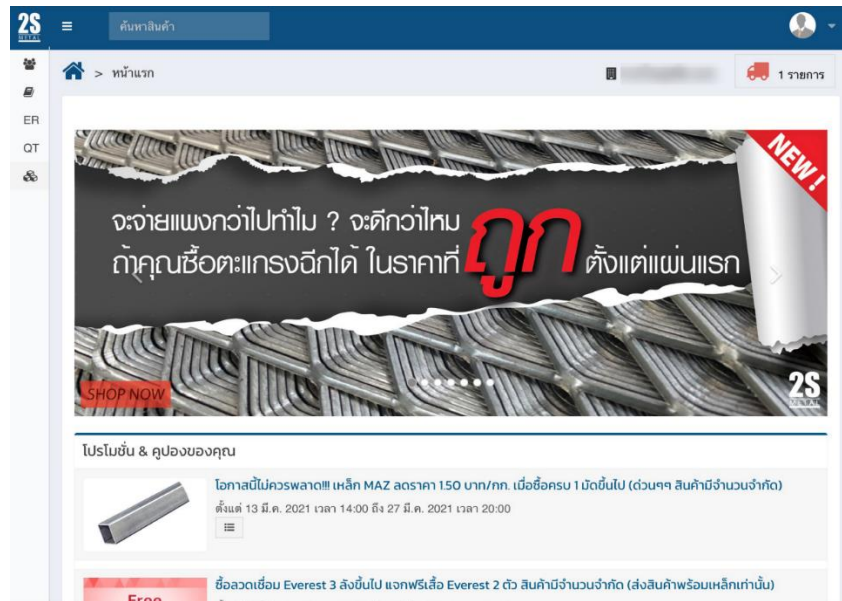 2S
METAL
ค้นหาสินค้า
> หน้าแรก
1 รายการ
ER
QT
NEW!
จะจ่ายแพงกว่าไปทำไม ? จะดีกว่าไหม
ถ้าคุณซื้อตะแกรงฉีกได้ ในราคาที่ ถูก ตั้งแต่แผ่นแรก
SHOP NOW
2S
METAL
โปรโมชั่น & คูปองของคุณ
โอกาสนี้ไม่ควรพลาด!!! เหล็ก MAZ ลดราคา 1.50 บาท/กก. เมื่อซื้อครบ 1 มัดขึ้นไป (ด่วนๆๆ สินค้ามีจำนวนจำกัด)
ตั้งแต่ 13 มี.ค. 2021 เวลา 14:00 ถึง 27 มี.ค. 2021 เวลา 20:00
ซื้อลวดเชื่อม Everest 3 ลังขึ้นไป แจกฟรีเสื้อ Everest 2 ตัว สินค้ามีจำนวนจำกัด (ส่งสินค้าพร้อมเหล็กเท่านั้น)
Free